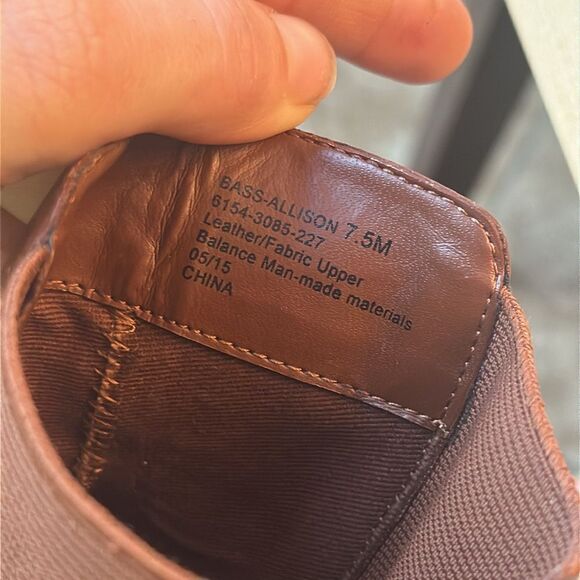 BASS-ALLISON 7.5M
6154-3085-227
Leather/Fabric Upper
Balance Man-made materials
05/15
CHINA